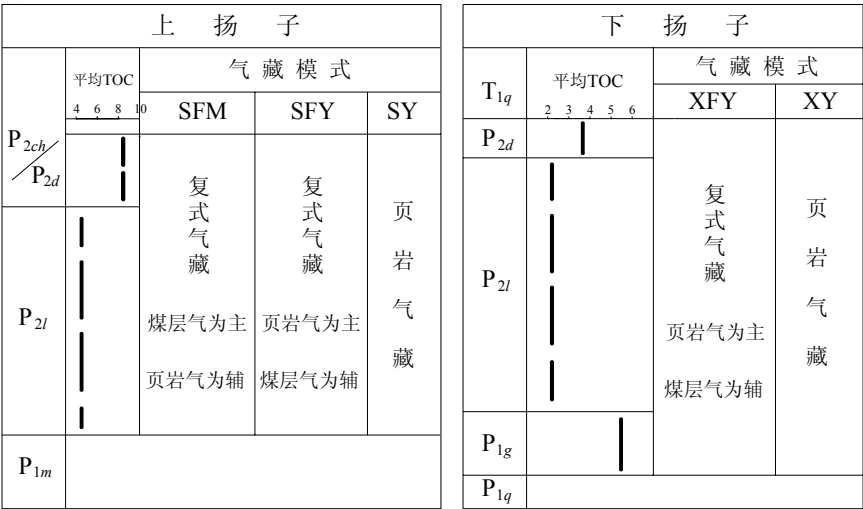 上 扬 子
平均TOC
气 藏 模 式
4 6 8 10
SFM SFY SY
P2ch/P2d
P2l
P1m
复式气藏
煤层气为主
页岩气为辅
复式气藏
页岩气为主
煤层气为辅
页岩气藏
下 扬 子
T1q
平均TOC
气 藏 模 式
2 3 4 5 6
XFY XY
P2d
P2l
P1g
P1q
复式气藏
页岩气为主
煤层气为辅
页岩气藏